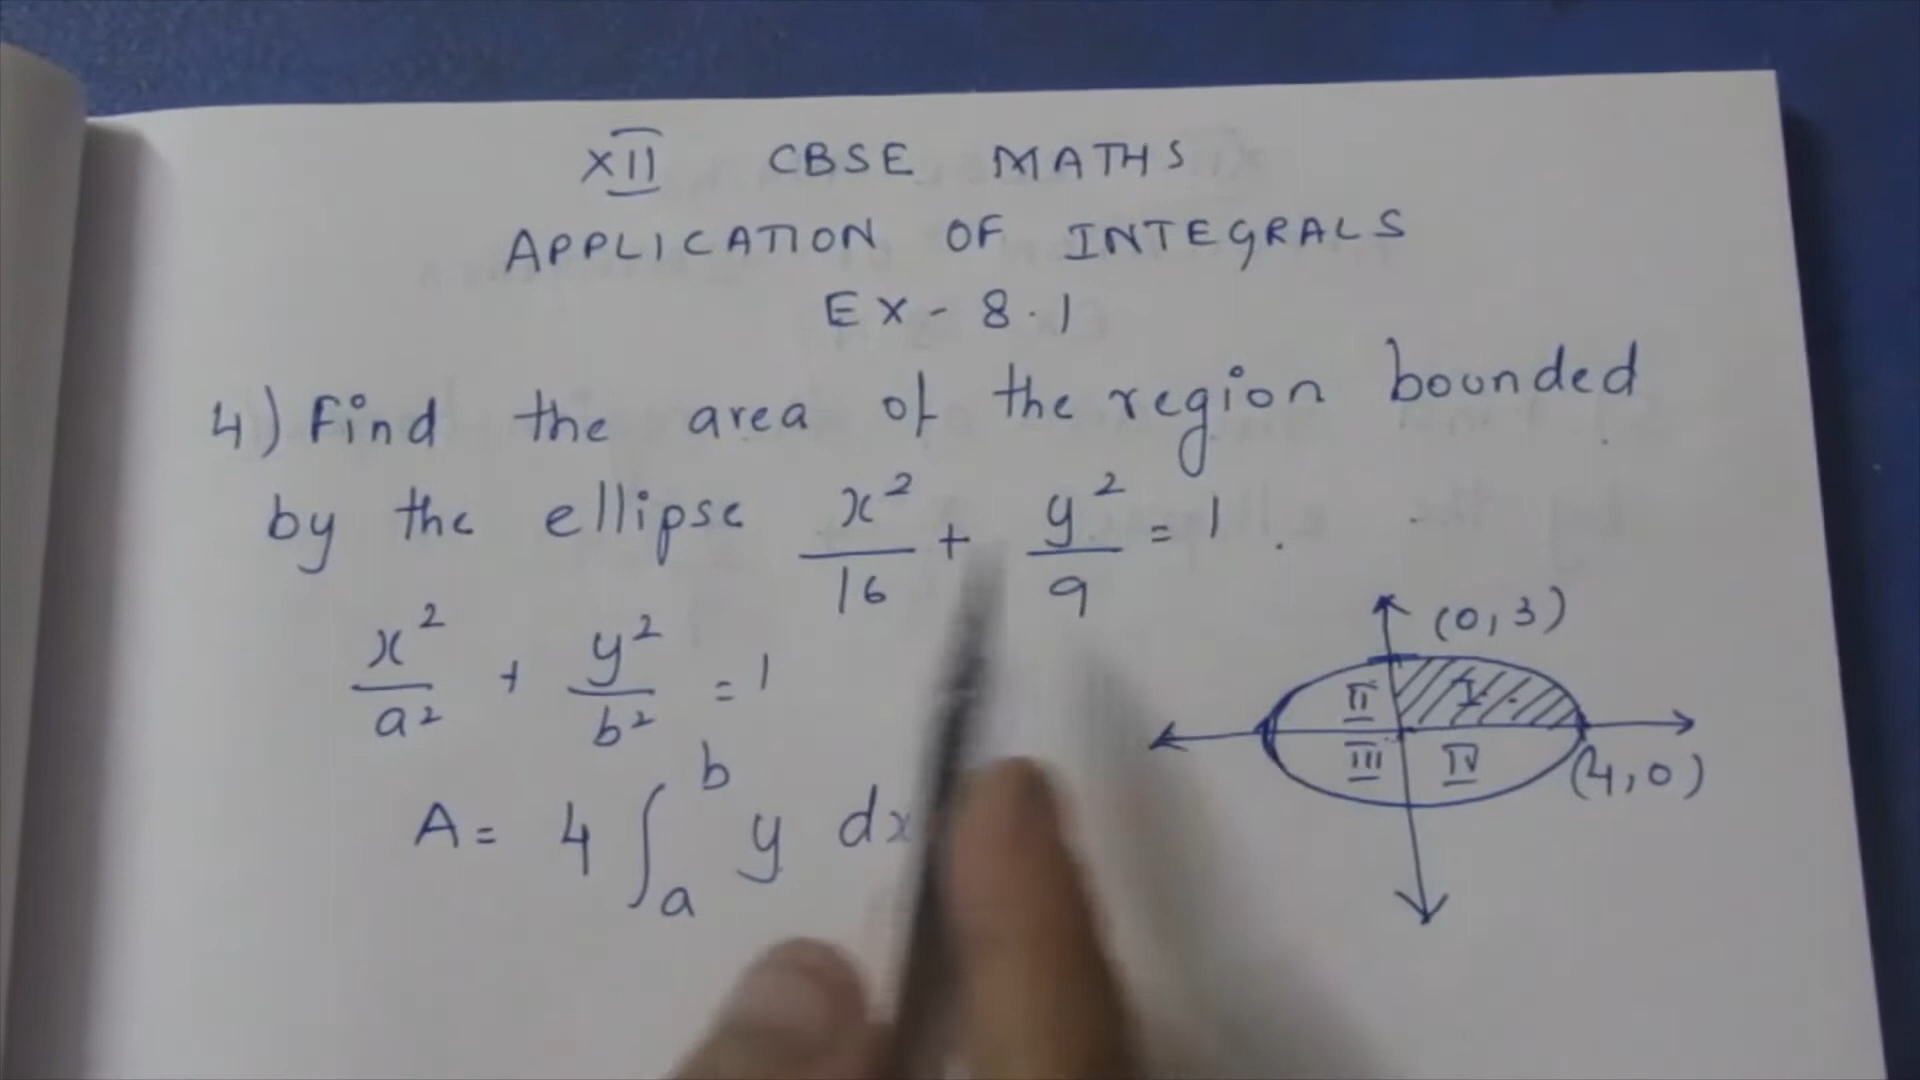 XII CBSE MATHS
APPLICATION OF INTEGRALS
EX - 8.1
4) Find the area of the region bounded
by the ellipse x²/16 + y²/9 = 1 .
x²/a² + y²/b² = 1
A = 4 ∫ₐᵇ y dx
(0,3)
II I
III IV
(4,0)